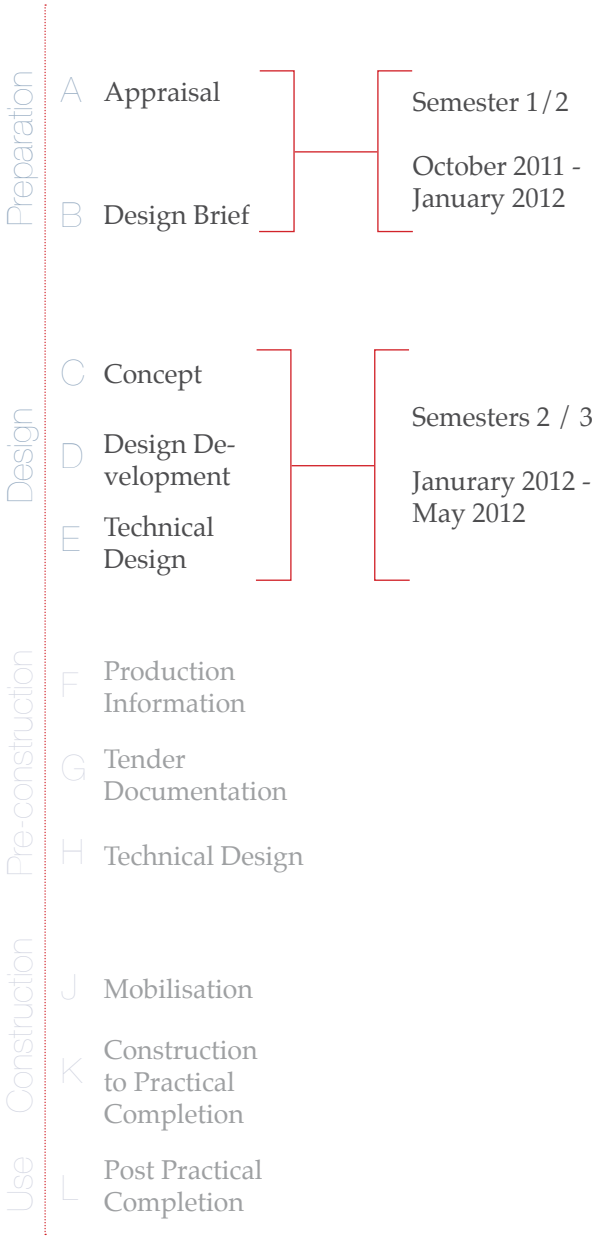 Preparation
A Appraisal
B Design Brief
Semester 1/2
October 2011 -
January 2012
Design
C Concept
D Design De-
velopment
E Technical
Design
Semesters 2 / 3
Janurary 2012 -
May 2012
Pre-construction
F Production
Information
G Tender
Documentation
H Technical Design
Construction
J Mobilisation
K Construction
to Practical
Completion
Use
L Post Practical
Completion